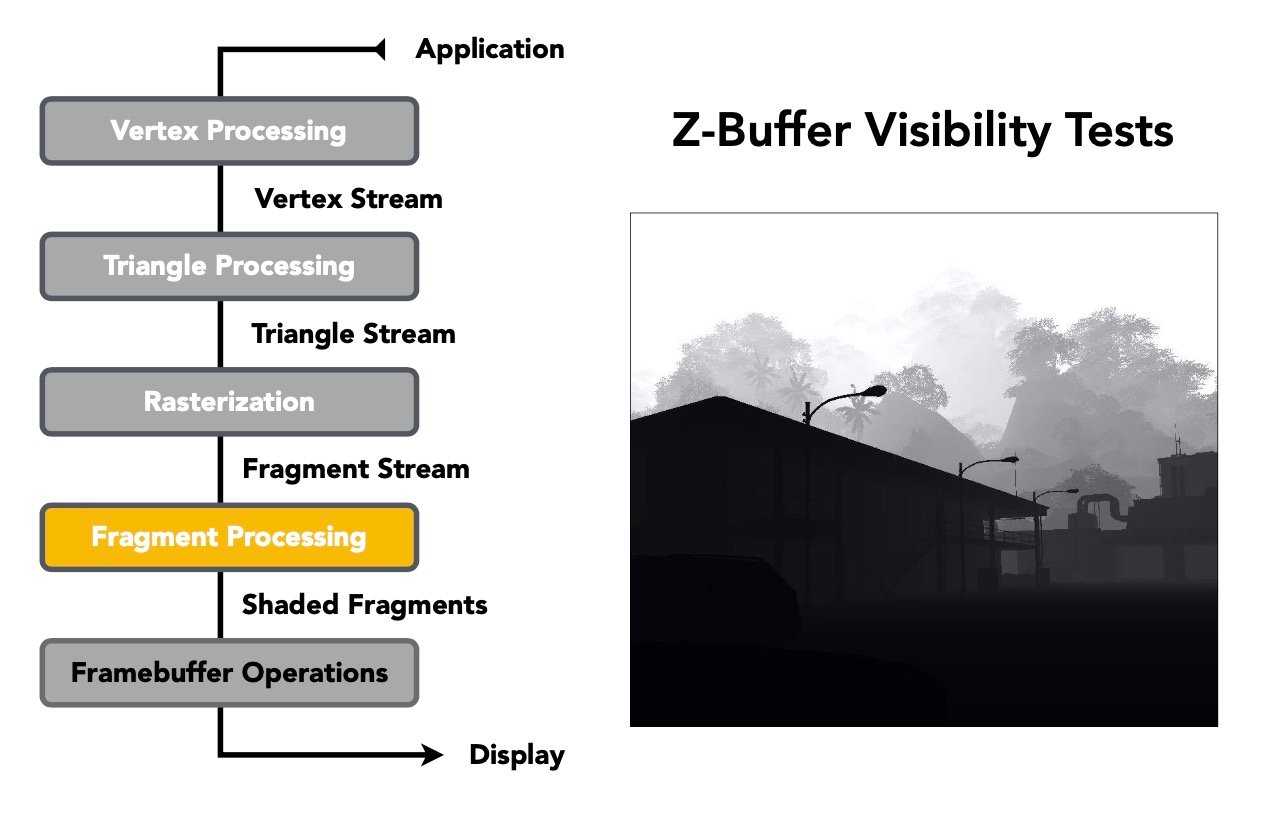 Application
Vertex Processing
Vertex Stream
Triangle Processing
Triangle Stream
Rasterization
Fragment Stream
Fragment Processing
Shaded Fragments
Framebuffer Operations
Display
Z-Buffer Visibility Tests